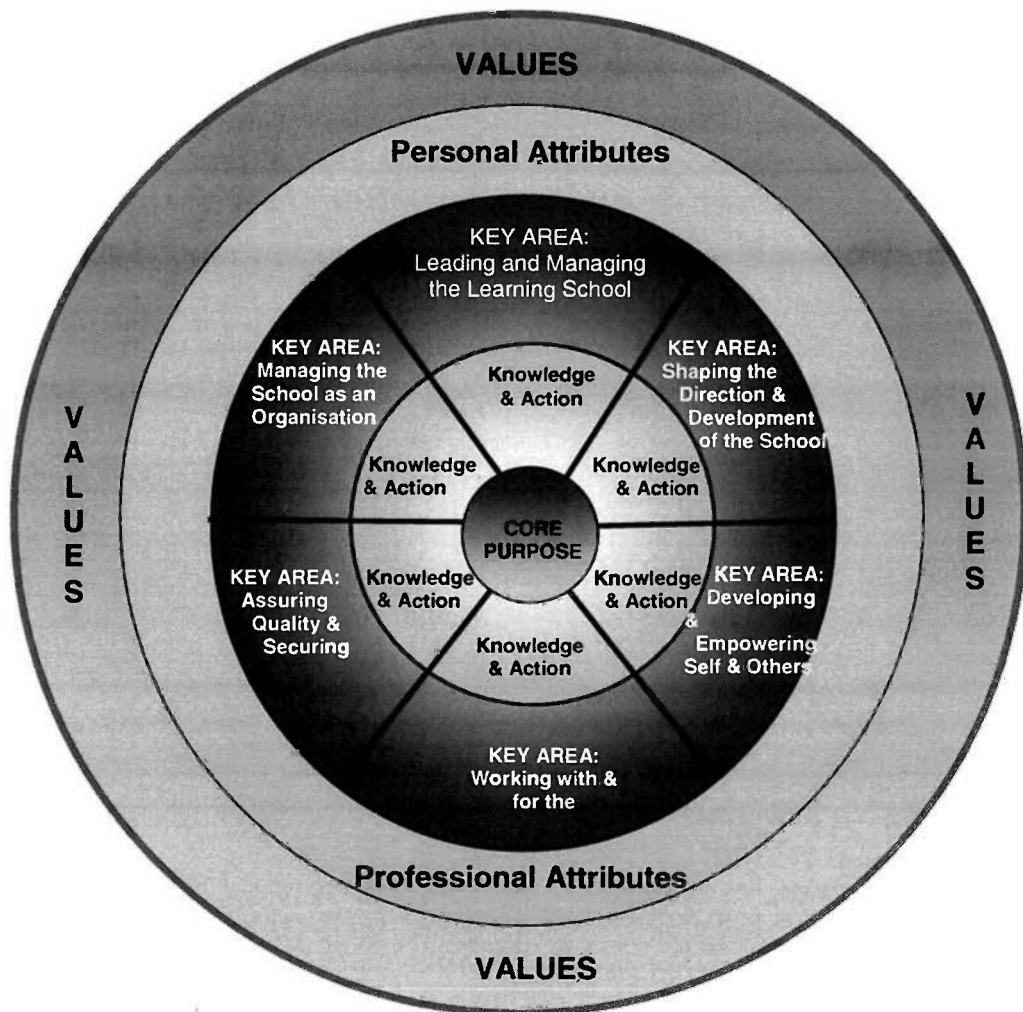 VALUES
Personal Attributes
KEY AREA:
Leading and Managing
the Learning School
KEY AREA:
Managing the
School as an
Organisation
KEY AREA:
Shaping the
Direction &
Development
of the School
Knowledge
& Action
Knowledge
& Action
Knowledge
& Action
VALUES
CORE
PURPOSE
VALUES
KEY AREA:
Assuring
Quality &
Securing
Knowledge
& Action
Knowledge
& Action
KEY AREA:
Developing
&
Empowering
Self & Others
Knowledge
& Action
KEY AREA:
Working with &
for the
Professional Attributes
VALUES